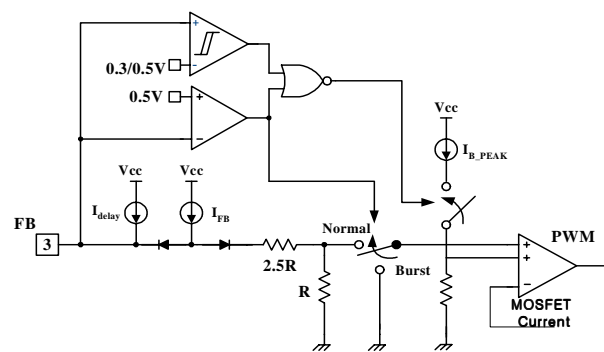 +
0.3/0.5V
-
0.5V
+
-
Vcc
I_B_PEAK
Vcc
Vcc
I_delay
I_FB
FB
3
Normal
2.5R
R
Burst
PWM
+
+
-
MOSFET
Current